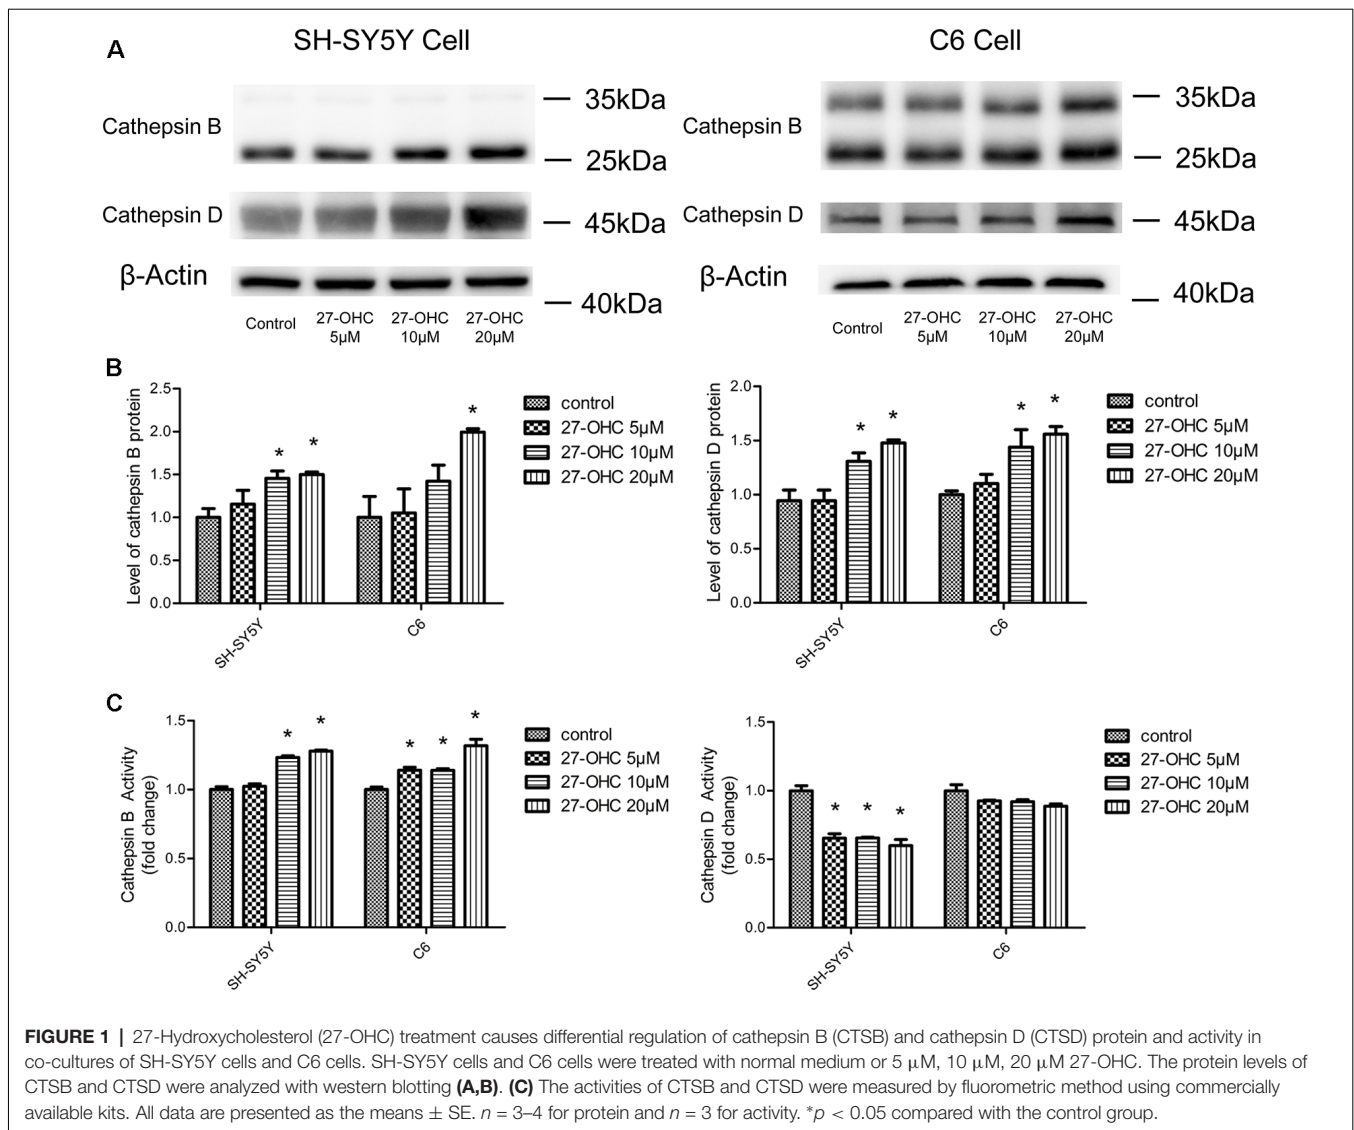 A
SH-SY5Y Cell
C6 Cell
Cathepsin B
35kDa
25kDa
Cathepsin D
45kDa
β-Actin
40kDa
Control
27-OHC
5μM
27-OHC
10μM
27-OHC
20μM
Cathepsin B
35kDa
25kDa
Cathepsin D
45kDa
β-Actin
40kDa
Control
27-OHC
5μM
27-OHC
10μM
27-OHC
20μM
B
Level of cathepsin B protein
2.5
2.0
1.5
1.0
0.5
0.0
* * *
SH-SY5Y
C6
control
27-OHC 5μM
27-OHC 10μM
27-OHC 20μM
Level of cathepsin D protein
2.0
1.5
1.0
0.5
0.0
* * * *
SH-SY5Y
C6
control
27-OHC 5μM
27-OHC 10μM
27-OHC 20μM
C
Cathepsin B Activity
(fold change)
1.5
1.0
0.5
0.0
* * * * *
SH-SY5Y
C6
control
27-OHC 5μM
27-OHC 10μM
27-OHC 20μM
Cathepsin D Activity
(fold change)
1.5
1.0
0.5
0.0
* * *
SH-SY5Y
C6
control
27-OHC 5μM
27-OHC 10μM
27-OHC 20μM
FIGURE 1 | 27-Hydroxycholesterol (27-OHC) treatment causes differential regulation of cathepsin B (CTSB) and cathepsin D (CTSD) protein and activity in
co-cultures of SH-SY5Y cells and C6 cells. SH-SY5Y cells and C6 cells were treated with normal medium or 5 μM, 10 μM, 20 μM 27-OHC. The protein levels of
CTSB and CTSD were analyzed with western blotting (A,B). (C) The activities of CTSB and CTSD were measured by fluorometric method using commercially
available kits. All data are presented as the means ± SE. n = 3–4 for protein and n = 3 for activity. *p < 0.05 compared with the control group.